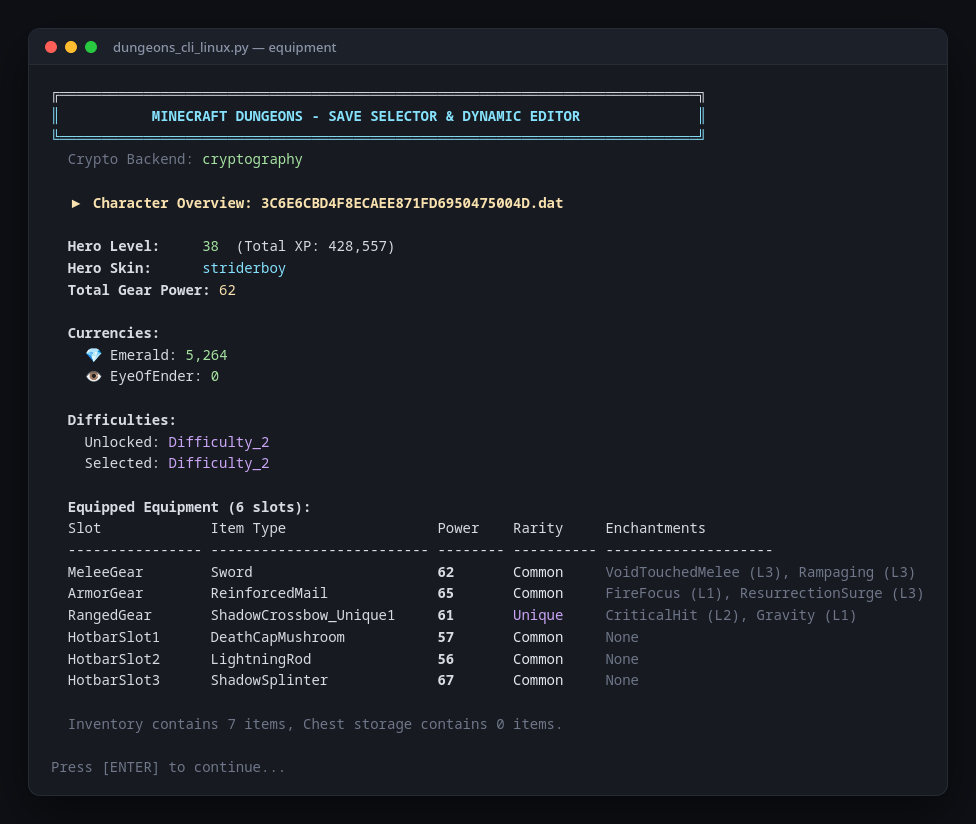 dungeons_cli_linux.py — equipment
MINECRAFT DUNGEONS - SAVE SELECTOR & DYNAMIC EDITOR
Crypto Backend: cryptography
▶ Character Overview: 3C6E6CBD4F8ECAEE871FD6950475004D.dat
Hero Level: 38 (Total XP: 428,557)
Hero Skin: striderboy
Total Gear Power: 62
Currencies:
💎 Emerald: 5,264
👁️ EyeOfEnder: 0
Difficulties:
Unlocked: Difficulty_2
Selected: Difficulty_2
Equipped Equipment (6 slots):
Slot Item Type Power Rarity Enchantments
---------------- -------------------------- -------- ---------- --------------------
MeleeGear Sword 62 Common VoidTouchedMelee (L3), Rampaging (L3)
ArmorGear ReinforcedMail 65 Common FireFocus (L1), ResurrectionSurge (L3)
RangedGear ShadowCrossbow_Unique1 61 Unique CriticalHit (L2), Gravity (L1)
HotbarSlot1 DeathCapMushroom 57 Common None
HotbarSlot2 LightningRod 56 Common None
HotbarSlot3 ShadowSplinter 67 Common None
Inventory contains 7 items, Chest storage contains 0 items.
Press [ENTER] to continue...